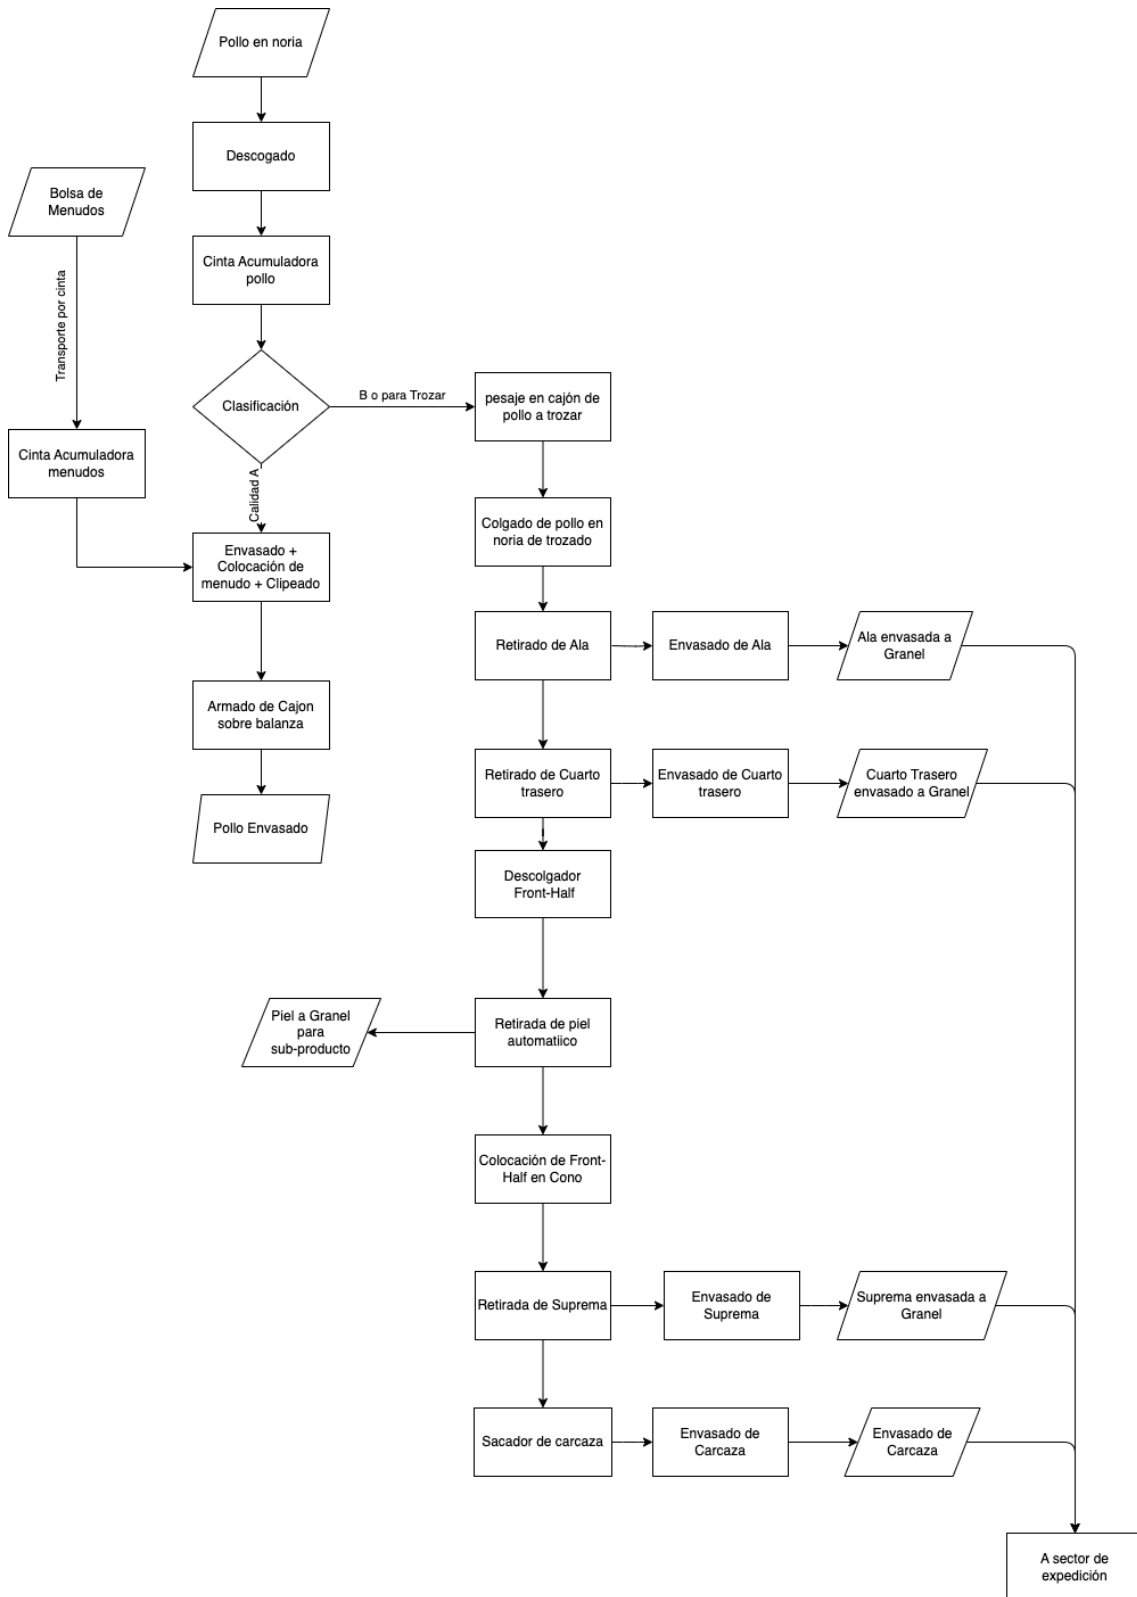 Pollo en noria
Descogado
Bolsa de
Menudos
Transporte por cinta
Cinta Acumuladora
pollo
Clasificación
B o para Trozar
pesaje en cajón de
pollo a trozar
Cinta Acumuladora
menudos
Calidad A
Colgado de pollo en
noria de trozado
Envasado +
Colocación de
menudo + Clipeado
Retirado de Ala
Envasado de Ala
Ala envasada a
Granel
Armado de Cajon
sobre balanza
Retirado de Cuarto
trasero
Envasado de Cuarto
trasero
Cuarto Trasero
envasado a Granel
Pollo Envasado
Descolgador
Front-Half
Piel a Granel
para
sub-producto
Retirada de piel
automatiico
Colocación de Front-
Half en Cono
Retirada de Suprema
Envasado de
Suprema
Suprema envasada a
Granel
Sacador de carcaza
Envasado de
Carcaza
Envasado de
Carcaza
A sector de
expedición